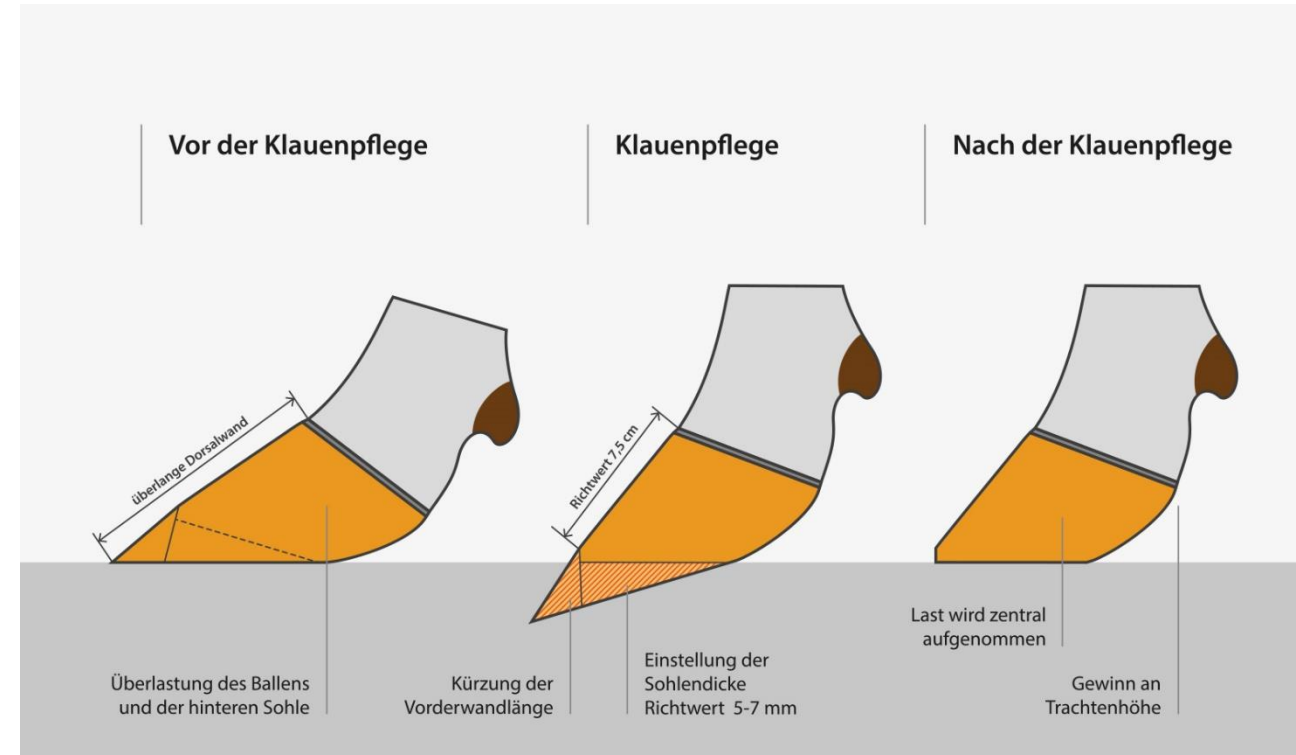 Vor der Klauenpflege
Klauenpflege
Nach der Klauenpflege
überlange Dorsalwand
Richtwert 7,5 cm
Überlastung des Ballens
und der hinteren Sohle
Kürzung der
Vorderwandlänge
Einstellung der
Sohlendicke
Richtwert 5-7 mm
Last wird zentral
aufgenommen
Gewinn an
Trachtenhöhe